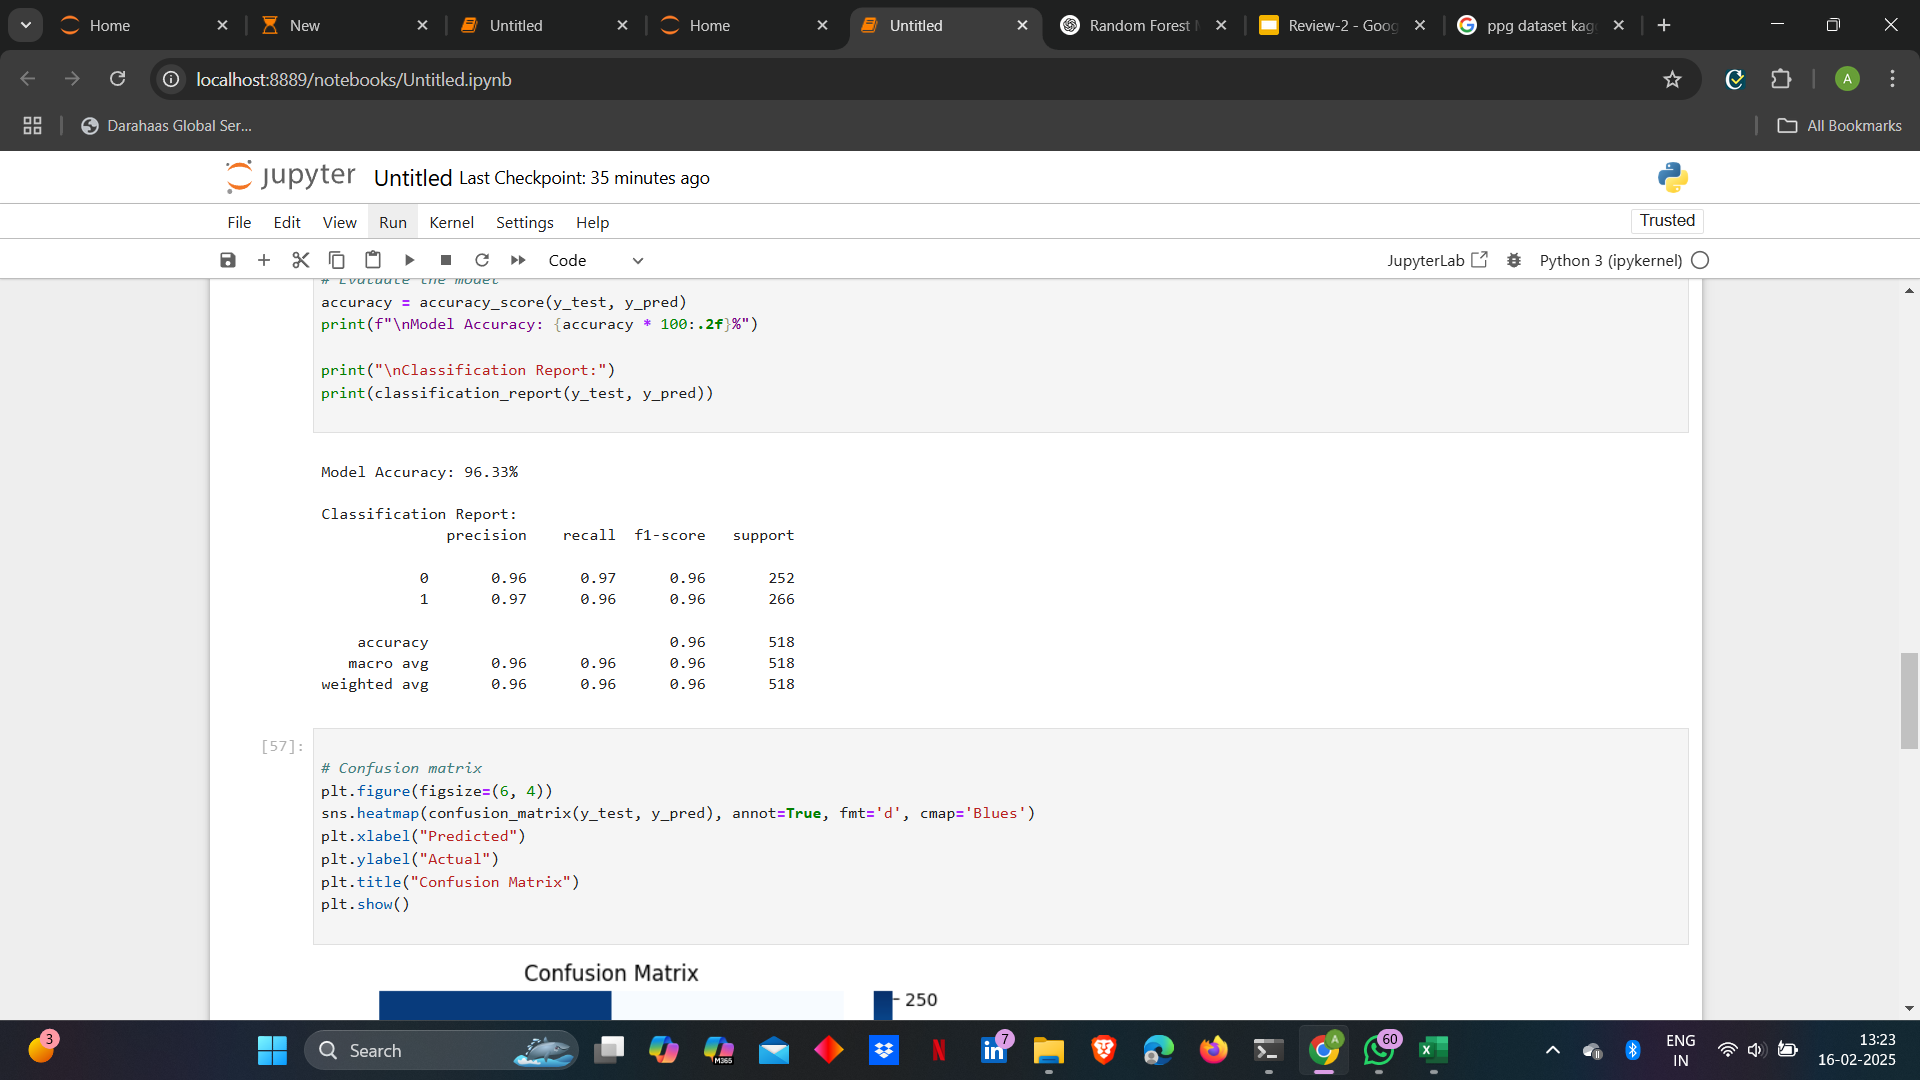 Home
New
Untitled
Home
Untitled
Random Forest
Review-2 - Goog
ppg dataset kag
localhost:8889/notebooks/Untitled.ipynb
A
Darahaas Global Ser...
All Bookmarks
jupyter Untitled Last Checkpoint: 35 minutes ago
File Edit View Run Kernel Settings Help
Trusted
Code
JupyterLab
Python 3 (ipykernel)
# Evaluate the model
accuracy = accuracy_score(y_test, y_pred)
print(f"\nModel Accuracy: {accuracy * 100:.2f}%")
print("\nClassification Report:")
print(classification_report(y_test, y_pred))
Model Accuracy: 96.33%
Classification Report:
precision recall f1-score support
0 0.96 0.97 0.96 252
1 0.97 0.96 0.96 266
accuracy 0.96 518
macro avg 0.96 0.96 0.96 518
weighted avg 0.96 0.96 0.96 518
[57]:
# Confusion matrix
plt.figure(figsize=(6, 4))
sns.heatmap(confusion_matrix(y_test, y_pred), annot=True, fmt='d', cmap='Blues')
plt.xlabel("Predicted")
plt.ylabel("Actual")
plt.title("Confusion Matrix")
plt.show()
Confusion Matrix
250
3
Search
M365
7
A
60
ENG
IN
13:23
16-02-2025